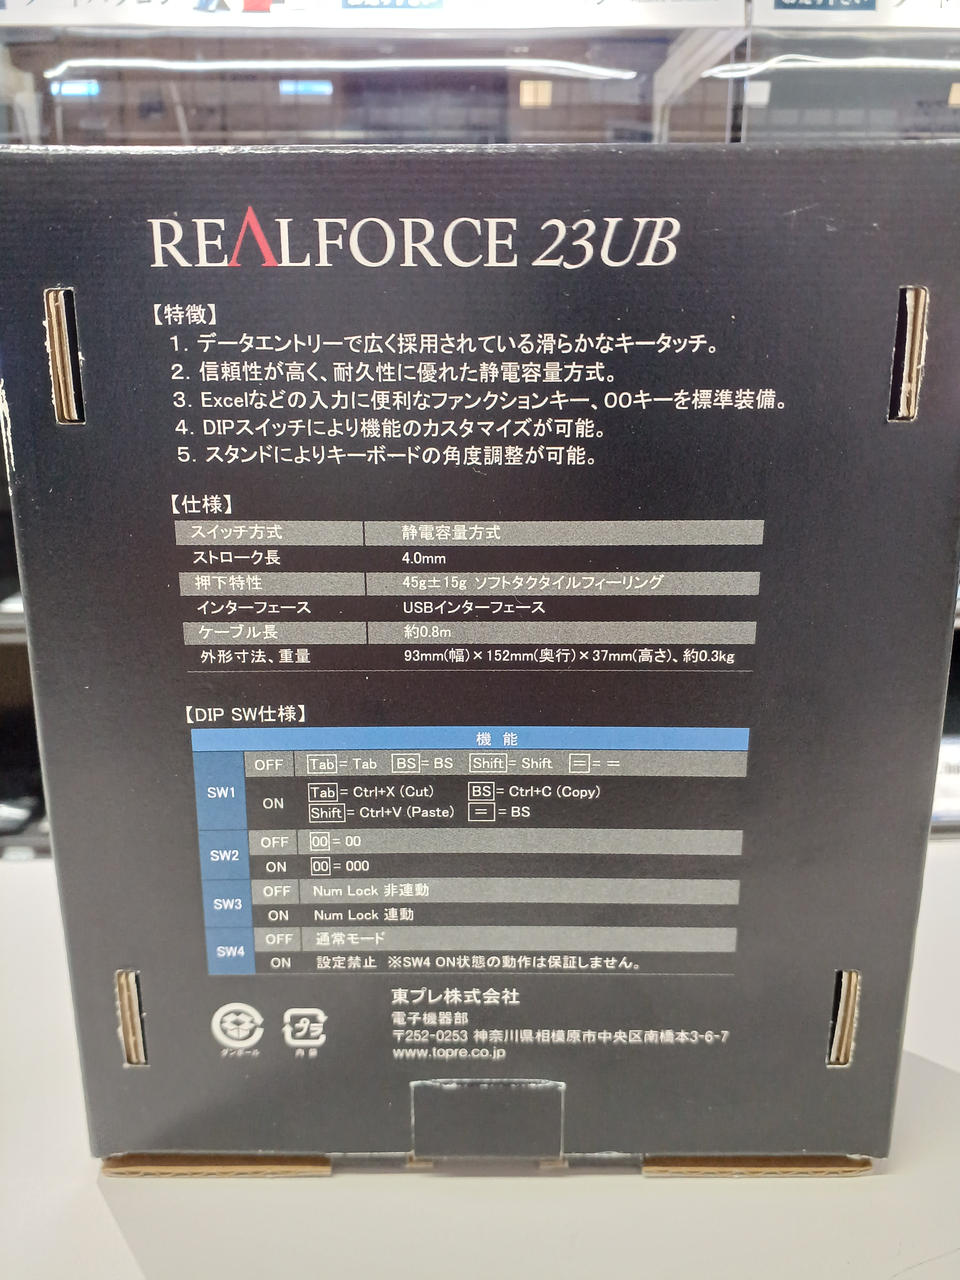 REALFORCE 23UB
【特徴】
1. データエントリーで広く採用されている滑らかなキータッチ。
2. 信頼性が高く、耐久性に優れた静電容量方式。
3. Excelなどの入力に便利なファンクションキー、00キーを標準装備。
4. DIPスイッチにより機能のカスタマイズが可能。
5. スタンドによりキーボードの角度調整が可能。
【仕様】
スイッチ方式 静電容量方式
ストローク長 4.0mm
押下特性 45g±15g ソフトタクタイルフィーリング
インターフェース USBインターフェース
ケーブル長 約0.8m
外形寸法、重量 93mm(幅)×152mm(奥行)×37mm(高さ)、約0.3kg
【DIP SW仕様】
機能
SW1 OFF Tab = Tab BS = BS Shift = Shift = = =
ON Tab = Ctrl+X (Cut) BS = Ctrl+C (Copy)
Shift = Ctrl+V (Paste) = = BS
SW2 OFF 00 = 00
ON 00 = 000
SW3 OFF Num Lock 非連動
ON Num Lock 連動
SW4 OFF 通常モード
ON 設定禁止 ※SW4 ON状態の動作は保証しません。
東プレ株式会社
電子機器部
〒252-0253 神奈川県相模原市中央区南橋本3-6-7
www.topre.co.jp
プラ
ダンボール 内装